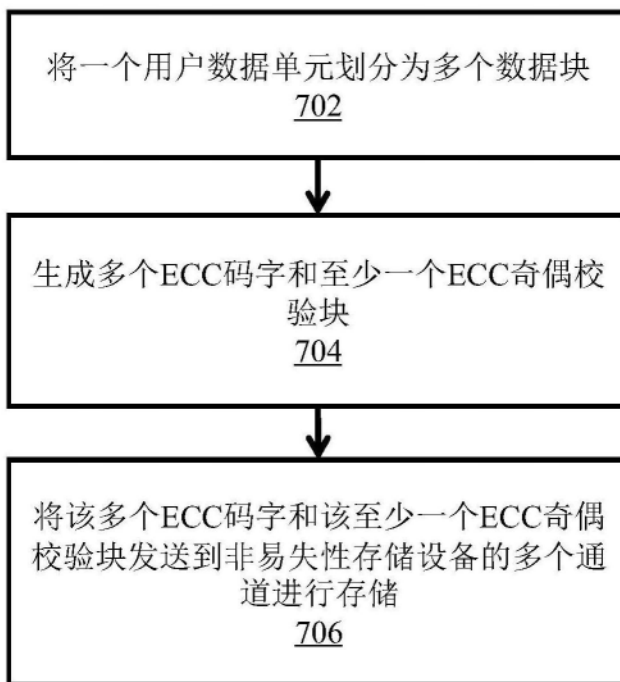 将一个用户数据单元划分为多个数据块
702
生成多个ECC码字和至少一个ECC奇偶校
验块
704
将该多个ECC码字和该至少一个ECC奇偶
校验块发送到非易失性存储设备的多个通
道进行存储
706